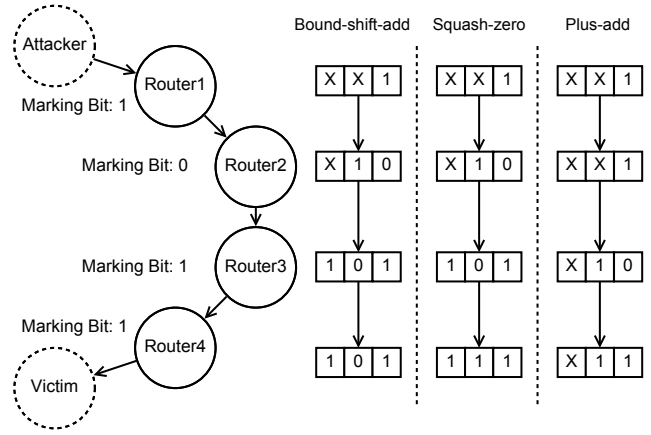 Bound-shift-add Squash-zero Plus-add
Attacker
Router1
X X 1 X X 1 X X 1
Marking Bit: 1
Router2
Marking Bit: 0
X 1 0 X 1 0 X X 1
Router3
Marking Bit: 1
1 0 1 1 0 1 X 1 0
Marking Bit: 1
Router4
1 0 1 1 1 1 X 1 1
Victim